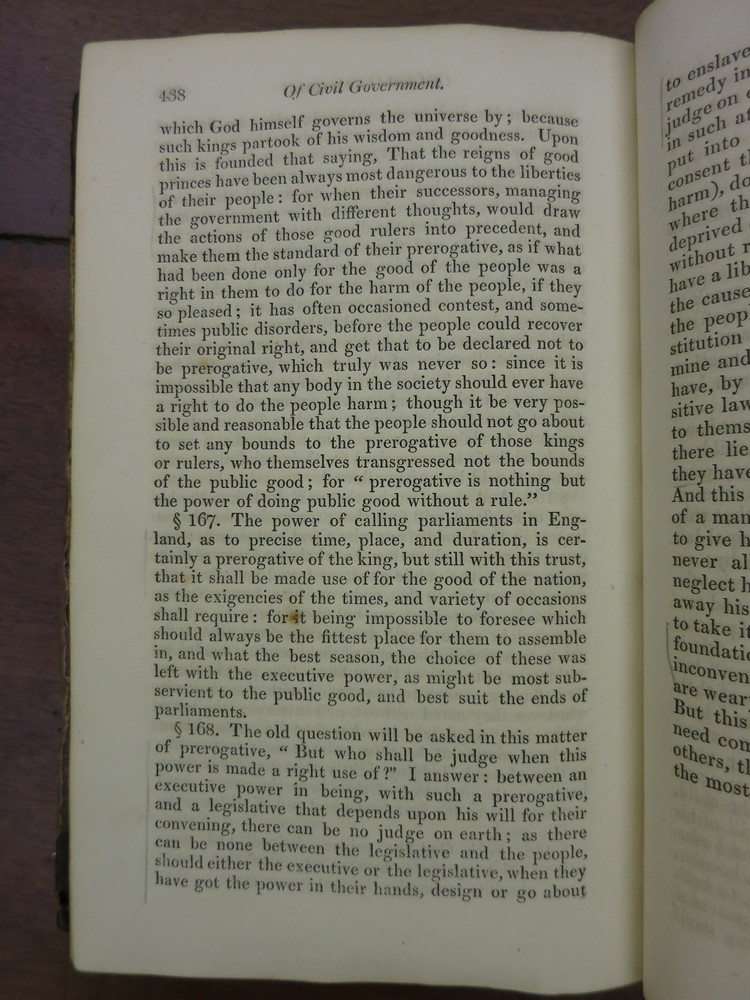 438
Of Civil Government.
which God himself governs the universe by; because
such kings partook of his wisdom and goodness. Upon
this is founded that saying, That the reigns of good
princes have been always most dangerous to the liberties
of their people: for when their successors, managing
the government with different thoughts, would draw
the actions of those good rulers into precedent, and
make them the standard of their prerogative, as if what
had been done only for the good of the people was a
right in them to do for the harm of the people, if they
so pleased; it has often occasioned contest, and some-
times public disorders, before the people could recover
their original right, and get that to be declared not to
be prerogative, which truly was never so: since it is
impossible that any body in the society should ever have
a right to do the people harm; though it be very pos-
sible and reasonable that the people should not go about
to set any bounds to the prerogative of those kings
or rulers, who themselves transgressed not the bounds
of the public good; for “ prerogative is nothing but
the power of doing public good without a rule.”
§ 167. The power of calling parliaments in Eng-
land, as to precise time, place, and duration, is cer-
tainly a prerogative of the king, but still with this trust,
that it shall be made use of for the good of the nation,
as the exigencies of the times, and variety of occasions
shall require: for it being impossible to foresee which
should always be the fittest place for them to assemble
in, and what the best season, the choice of these was
left with the executive power, as might be most sub-
servient to the public good, and best suit the ends of
parliaments.
§ 168. The old question will be asked in this matter
of prerogative, “ But who shall be judge when this
power is made a right use of?” I answer: between an
executive power in being, with such a prerogative,
and a legislative that depends upon his will for their
convening, there can be no judge on earth; as there
can be none between the legislative and the people,
should either the executive or the legislative, when they
have got the power in their hands, design or go about
to enslave
remedy in
judge on
in such
put into
consent
harm), do
where
deprived
without
have a
the cause
the
mine and
have, by
to
there
they have
And this
of a man
to give
never
neglect
away his
to take
are
But this
need
others,
the most